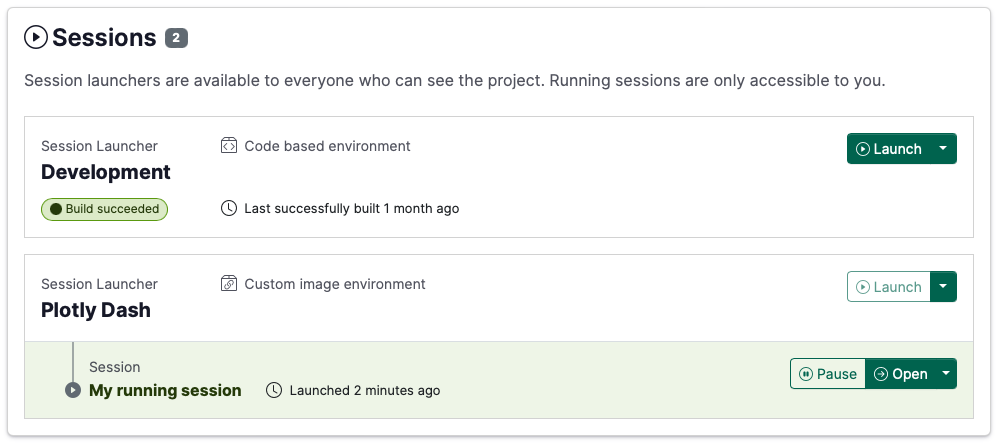 Sessions 2
Session launchers are available to everyone who can see the project. Running sessions are only accessible to you.
Session Launcher
Code based environment
Launch
Development
Build succeeded
Last successfully built 1 month ago
Session Launcher
Custom image environment
Launch
Plotly Dash
Session
My running session
Launched 2 minutes ago
Pause
Open